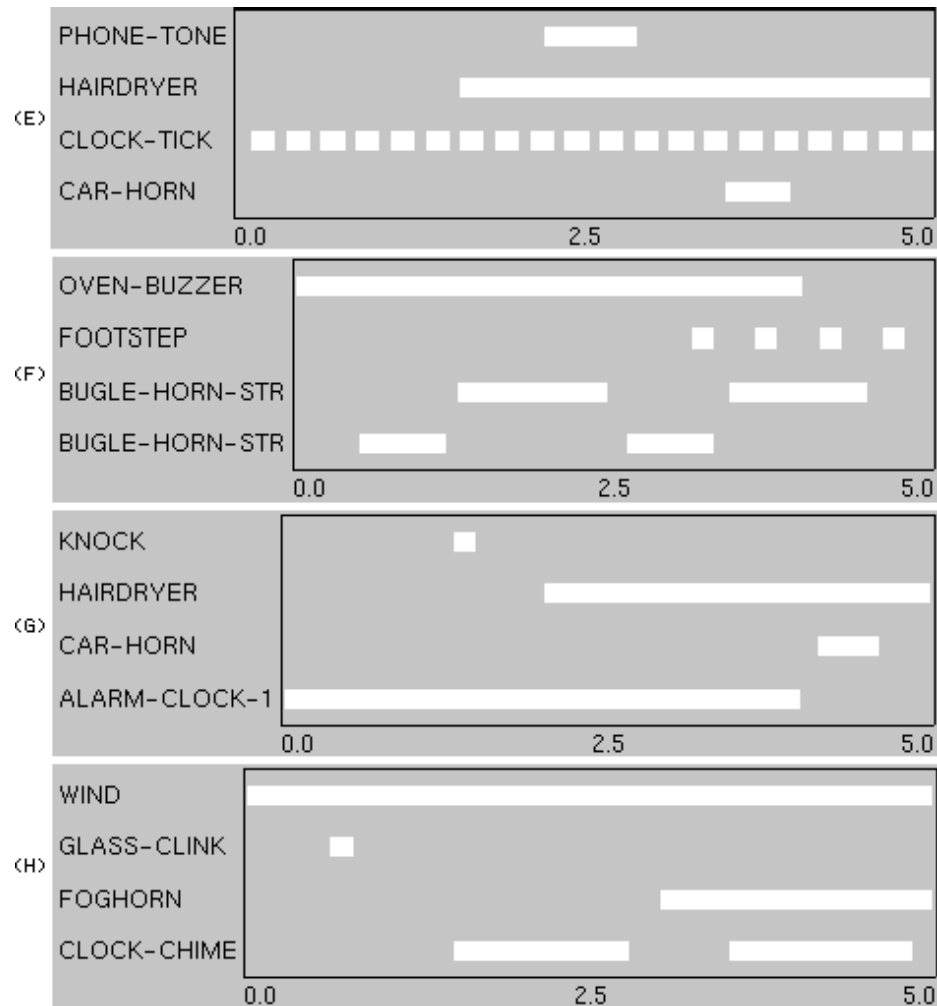 PHONE-TONE
HAIRDRYER
(E)
CLOCK-TICK
CAR-HORN
0.0 2.5 5.0
OVEN-BUZZER
FOOTSTEP
(F)
BUGLE-HORN-STR
BUGLE-HORN-STR
0.0 2.5 5.0
KNOCK
HAIRDRYER
(G)
CAR-HORN
ALARM-CLOCK-1
0.0 2.5 5.0
WIND
GLASS-CLINK
(H)
FOGHORN
CLOCK-CHIME
0.0 2.5 5.0